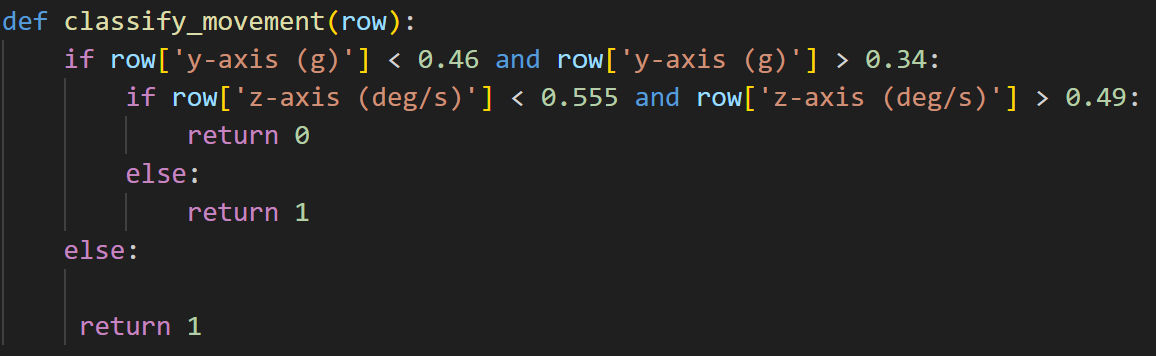 def classify_movement(row):
    if row['y-axis (g)'] < 0.46 and row['y-axis (g)'] > 0.34:
        if row['z-axis (deg/s)'] < 0.555 and row['z-axis (deg/s)'] > 0.49:
            return 0
        else:
            return 1
    else:

     return 1